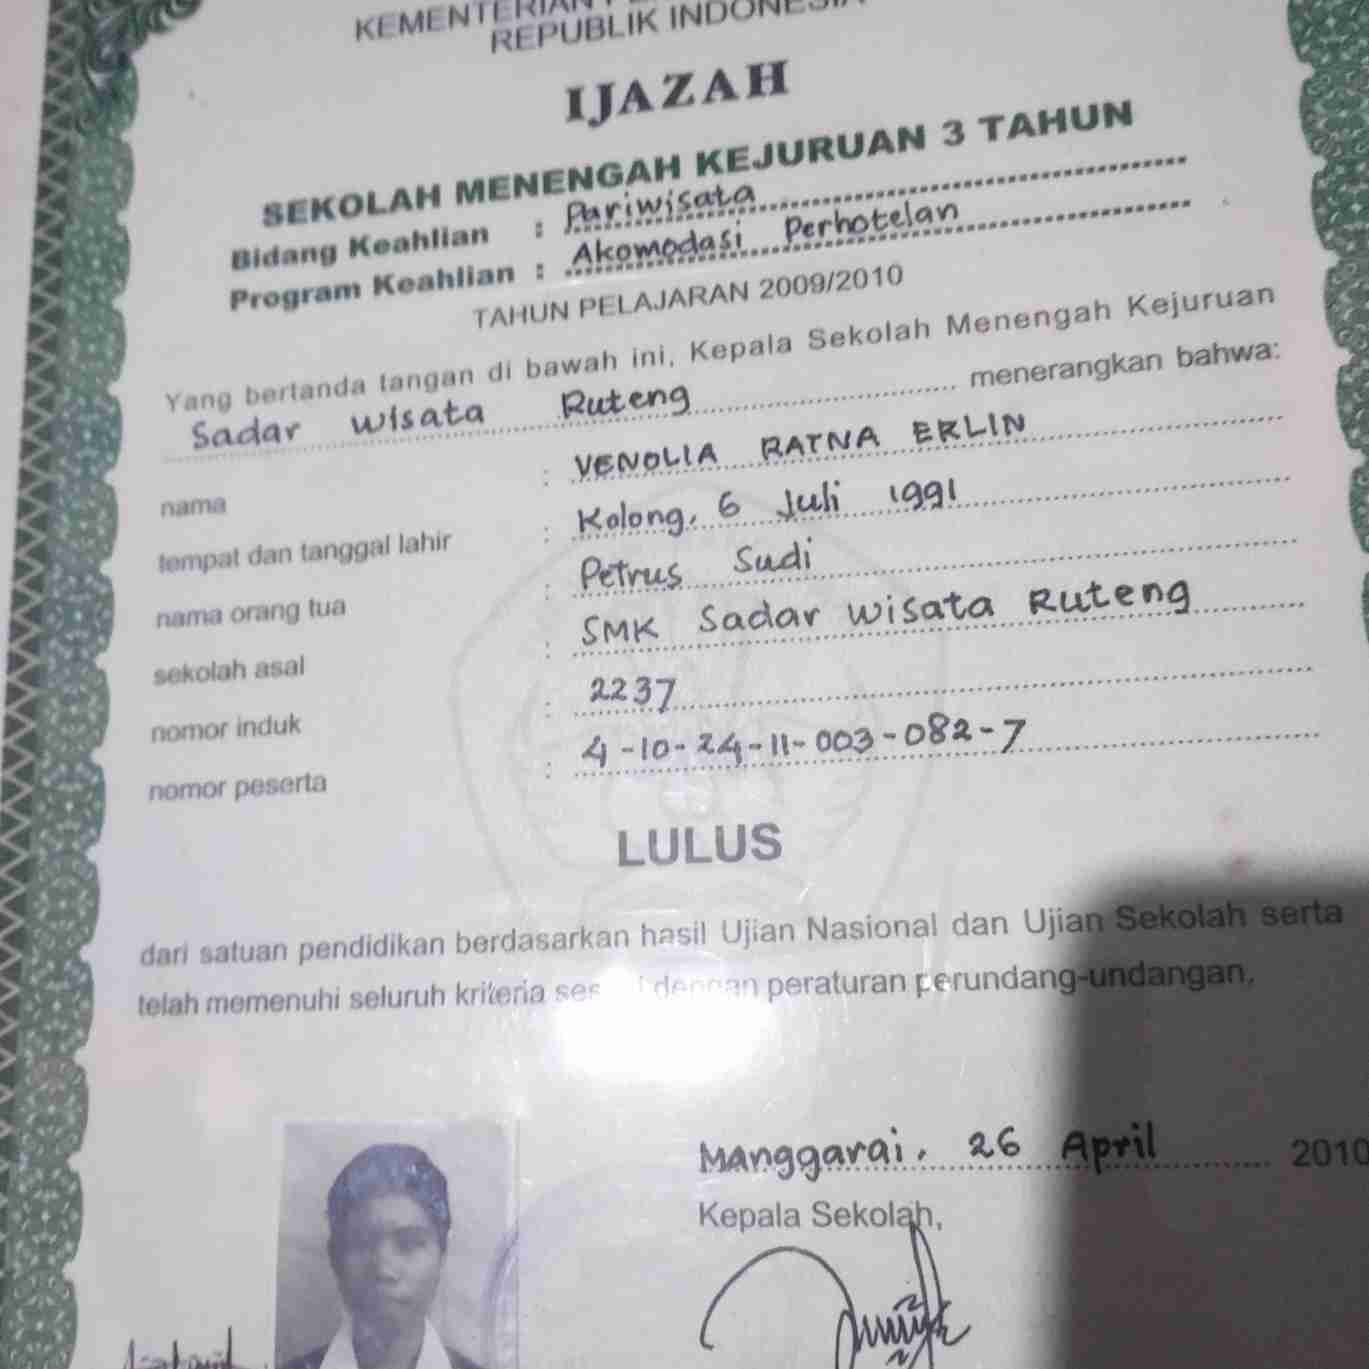 KEMENTERIAN
REPUBLIK INDONESIA
IJAZAH
SEKOLAH MENENGAH KEJURUAN 3 TAHUN
Bidang Keahlian : Pariwisata
Program Keahlian : Akomodasi Perhotelan
TAHUN PELAJARAN 2009/2010
Yang bertanda tangan di bawah ini, Kepala Sekolah Menengah Kejuruan
Sadar Wisata Ruteng menerangkan bahwa:
nama : VENOLIA RATNA ERLIN
tempat dan tanggal lahir : Kolong, 6 Juli 1991
nama orang tua : Petrus Sudi
sekolah asal : SMK Sadar Wisata Ruteng
nomor induk : 2237
nomor peserta : 4-10-24-11-003-082-7
LULUS
dari satuan pendidikan berdasarkan hasil Ujian Nasional dan Ujian Sekolah serta
telah memenuhi seluruh kriteria dengan peraturan perundang-undangan,
Manggarai, 26 April 2010
Kepala Sekolah,